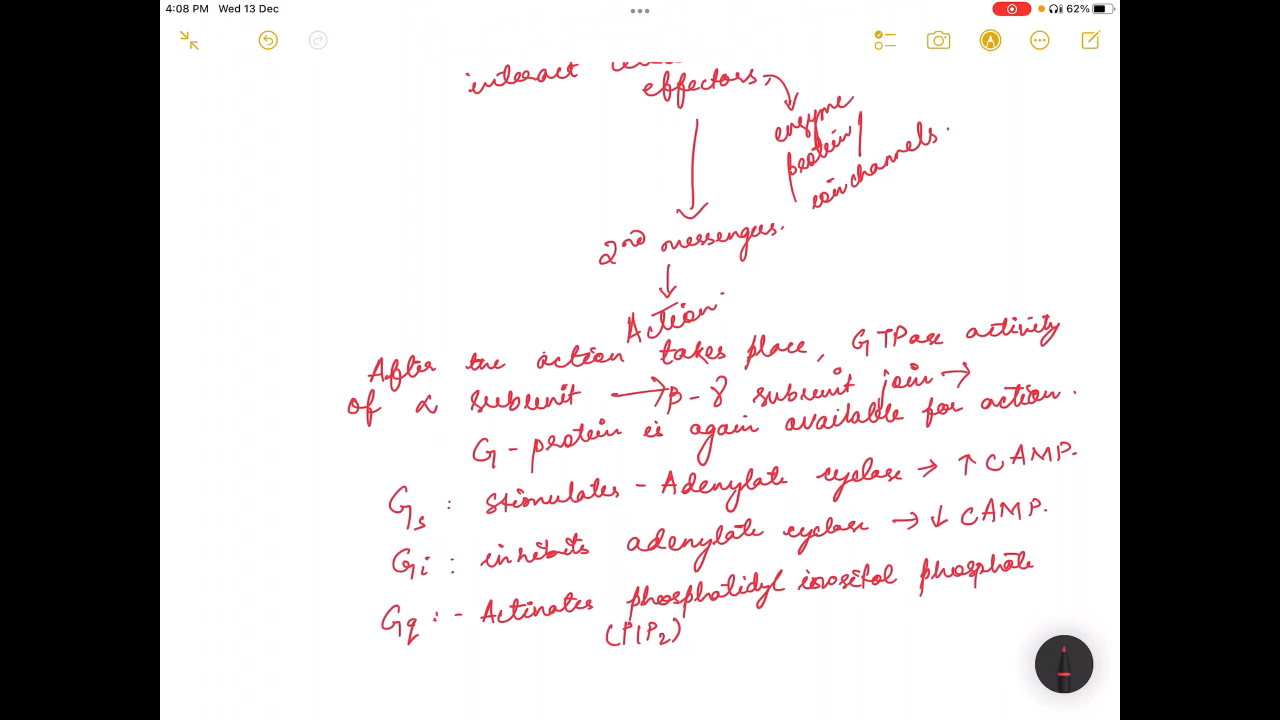 4:08 PM Wed 13 Dec
62%
interact
effectors,
enzyme
protein
ion channels.
2nd messengers.
Action.
After the action takes place, GTPase activity
of α subunit → β-γ subunit join →
G-protein is again available for action.
Gs : stimulates - Adenylate cyclase → ↑ CAMP.
Gi : inhibits adenylate cyclase → ↓ CAMP.
Gq :- Activates phosphatidyl inositol phosphate
(PIP2)